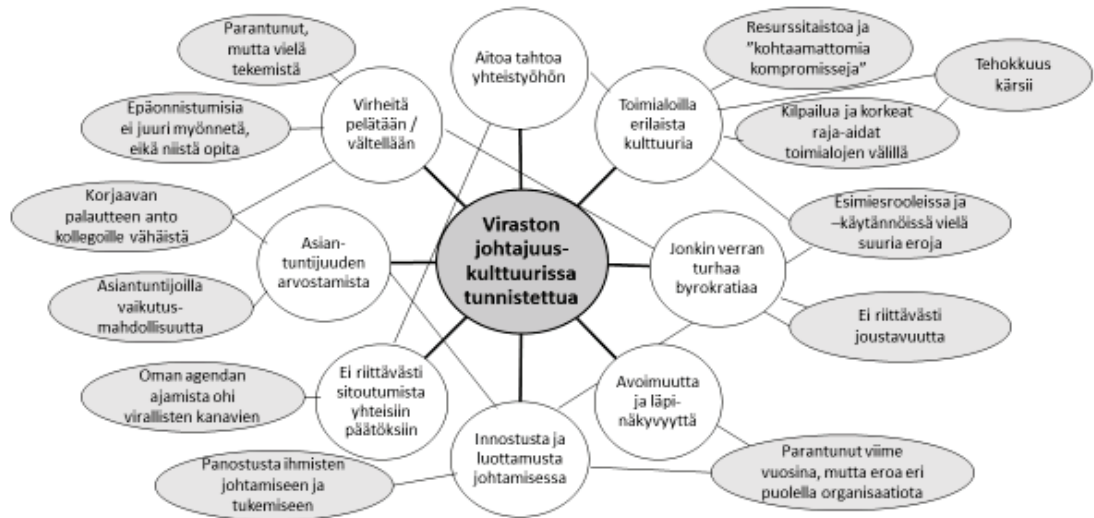 Parantunut,
mutta vielä
tekemistä
Aitoa tahtoa
yhteistyöhön
Resurssitaistoa ja
”kohtaamattomia
kompromisseja”
Tehokkuus
kärsii
Epäonnistumisia
ei juuri myönnetä,
eikä niistä opita
Virheitä
pelätään /
vältellään
Toimialoilla
erilaista
kulttuuria
Kilpailua ja korkeat
raja-aidat
toimialojen välillä
Korjaavan
palautteen anto
kollegoille vähäistä
Asian-
tuntijuuden
arvostamista
Viraston
johtajuus-
kulttuurissa
tunnistettua
Jonkin verran
turhaa
byrokratiaa
Esimiesrooleissa ja
–käytännöissä vielä
suuria eroja
Asiantuntijoilla
vaikutus-
mahdollisuutta
Ei riittävästi
joustavuutta
Oman agendan
ajamista ohi
virallisten kanavien
Ei riittävästi
sitoutumista
yhteisiin
päätöksiin
Innostusta ja
luottamusta
johtamisessa
Avoimuutta
ja läpi-
näkyvyyttä
Panostusta ihmisten
johtamiseen ja
tukemiseen
Parantunut viime
vuosina, mutta eroa eri
puolella organisaatiota